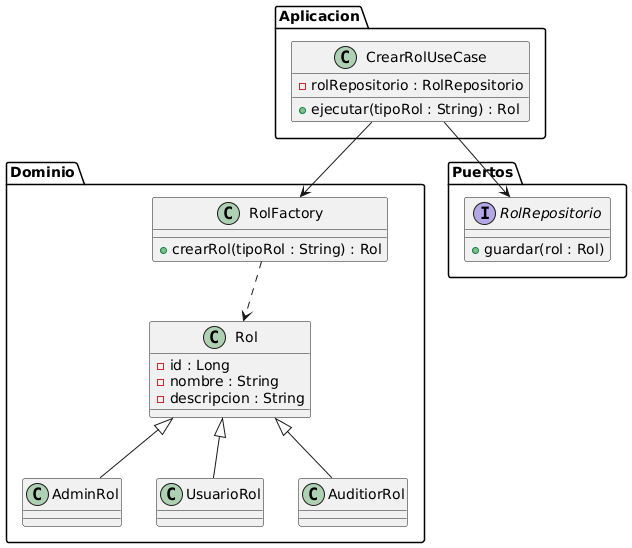 Aplicacion
C CrearRolUseCase
rolRepositorio : RolRepositorio
ejecutar(tipoRol : String) : Rol
Dominio
Puertos
C RolFactory
crearRol(tipoRol : String) : Rol
I RolRepositorio
guardar(rol : Rol)
C Rol
id : Long
nombre : String
descripcion : String
C AdminRol
C UsuarioRol
C AuditiorRol